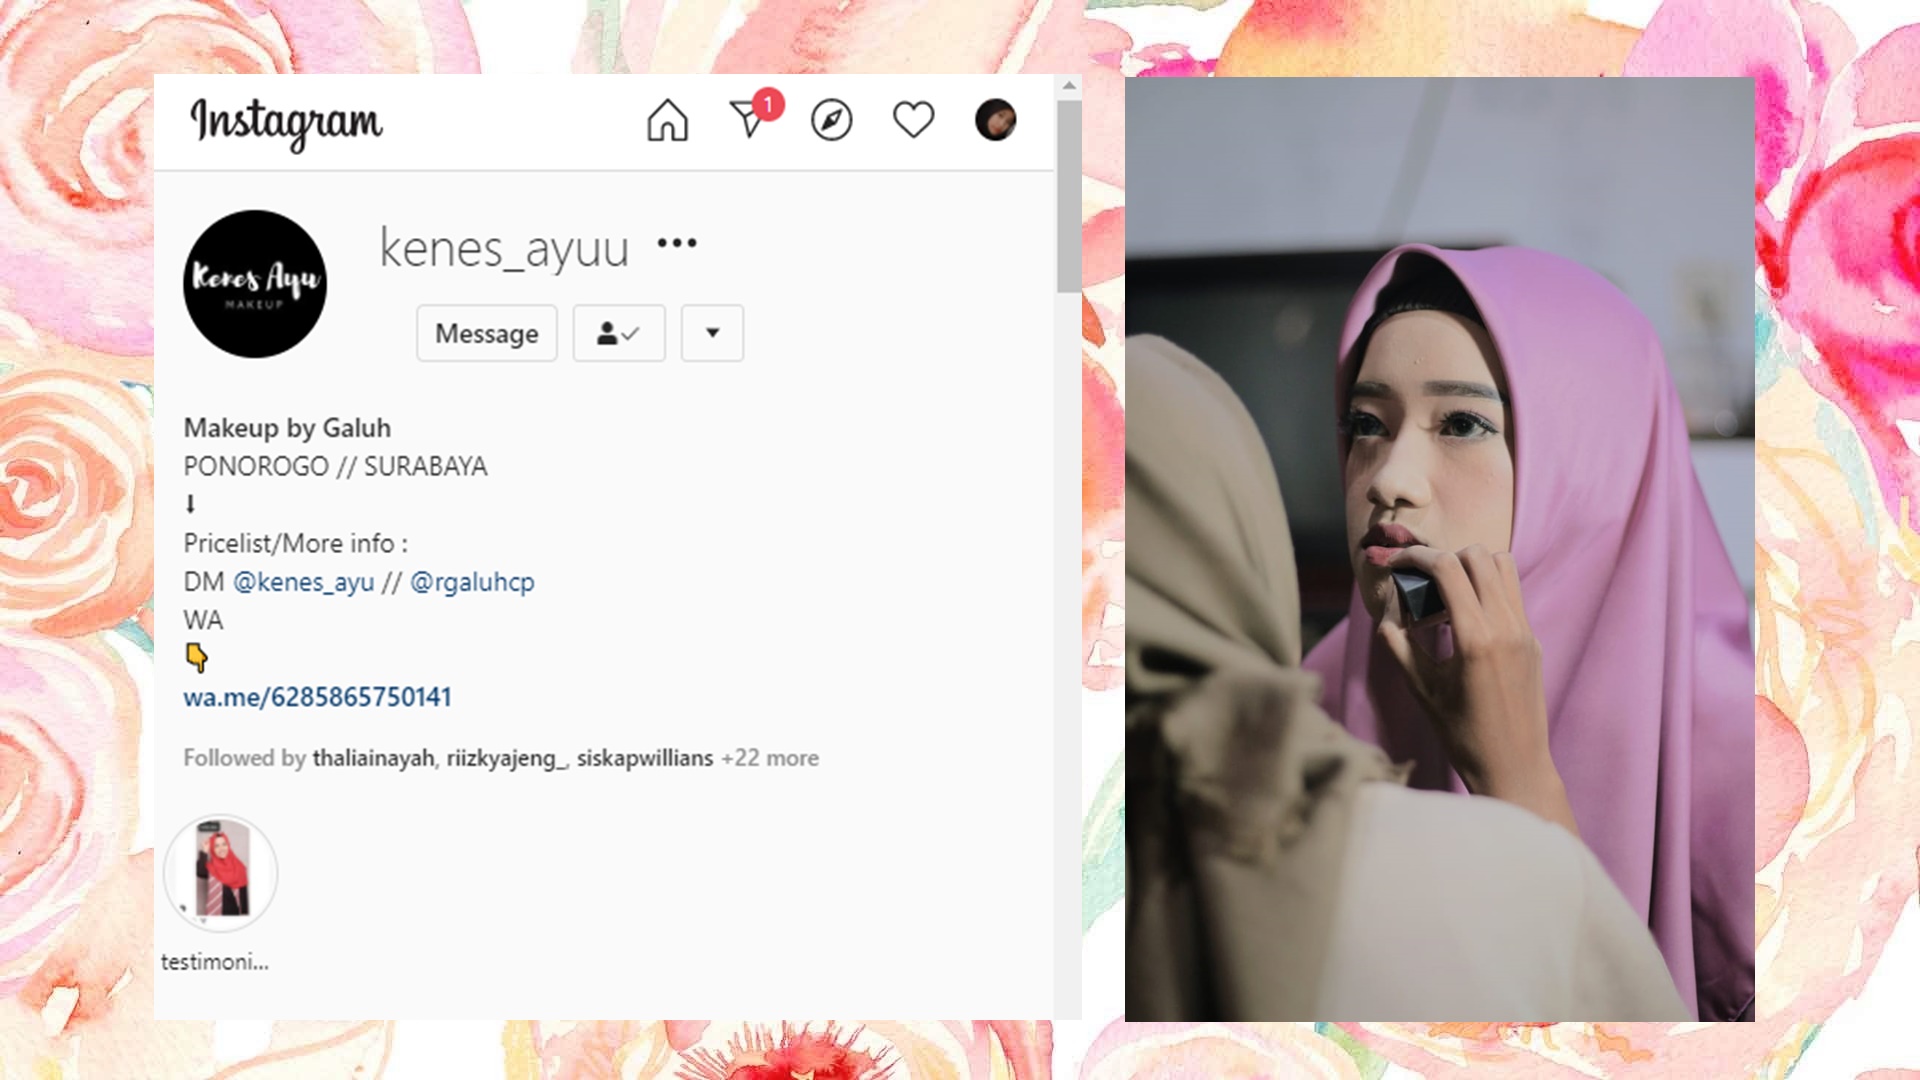 Instagram
1
Kenes Ayu
MAKEUP
kenes_ayuu •••
Message
Makeup by Galuh
PONOROGO // SURABAYA
⬇
Pricelist/More info :
DM @kenes_ayu // @rgaluhcp
WA
👇
wa.me/6285865750141
Followed by thaliainayah, riizkyajeng_, siskapwillians +22 more
testimoni...